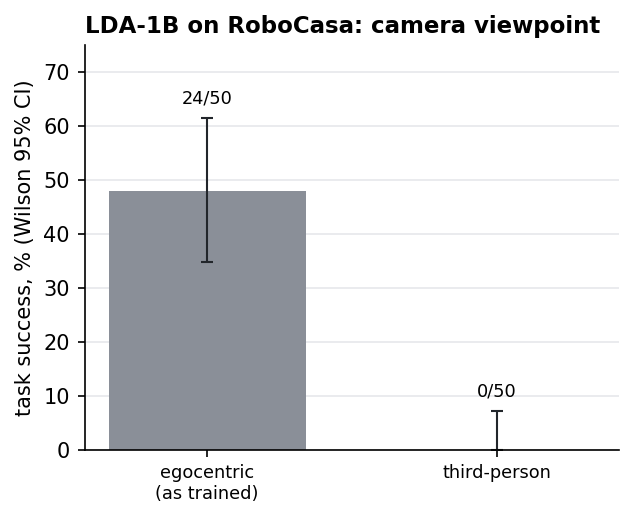 LDA-1B on RoboCasa: camera viewpoint
task success, % (Wilson 95% CI)
70
60
50
40
30
20
10
0
24/50
0/50
egocentric
(as trained)
third-person